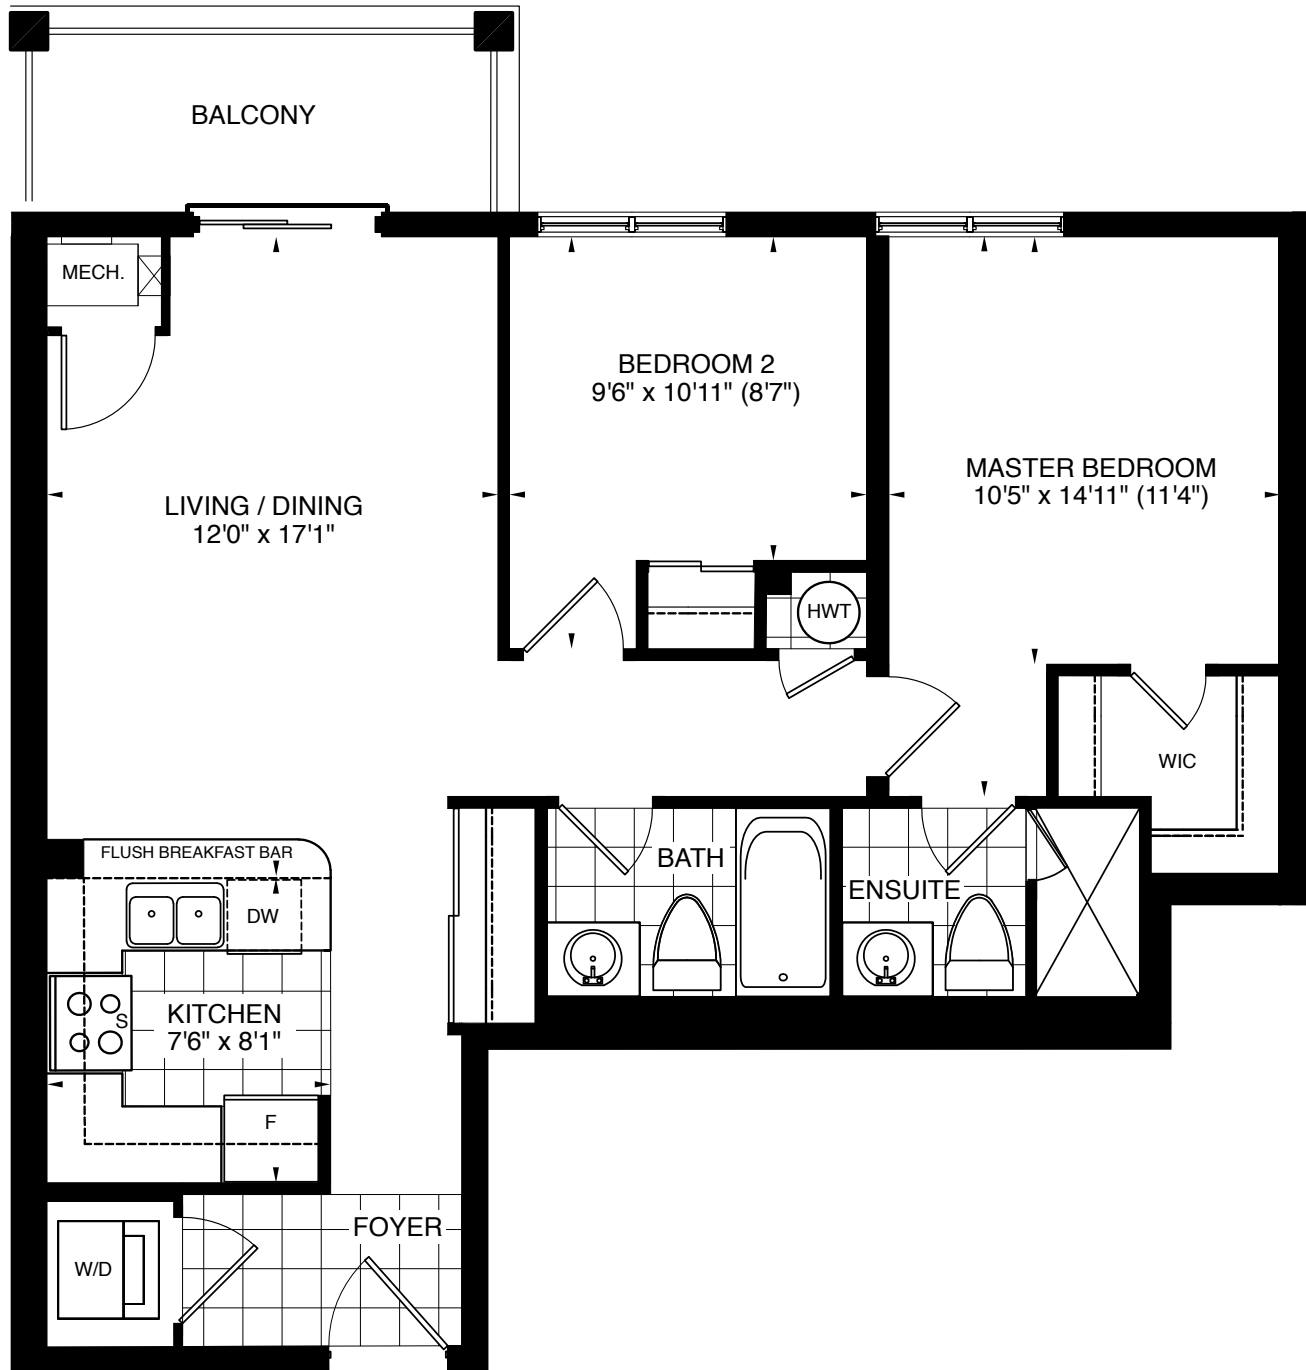 BALCONY
MECH.
BEDROOM 2
9'6" x 10'11" (8'7")
MASTER BEDROOM
10'5" x 14'11" (11'4")
LIVING / DINING
12'0" x 17'1"
HWT
WIC
FLUSH BREAKFAST BAR
BATH
ENSUITE
DW
KITCHEN
7'6" x 8'1"
S
F
FOYER
W/D